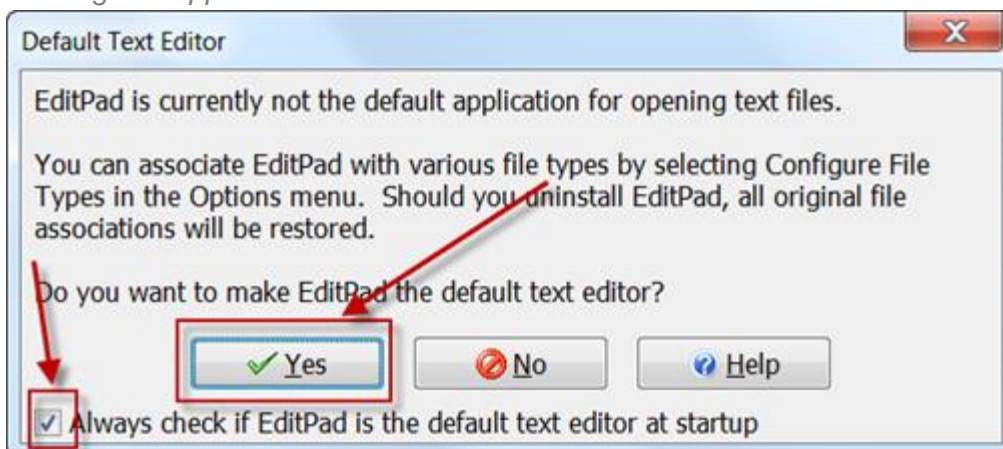 Default Text Editor
EditPad is currently not the default application for opening text files.
You can associate EditPad with various file types by selecting Configure File
Types in the Options menu. Should you uninstall EditPad, all original file
associations will be restored.
Do you want to make EditPad the default text editor?
Yes No Help
Always check if EditPad is the default text editor at startup